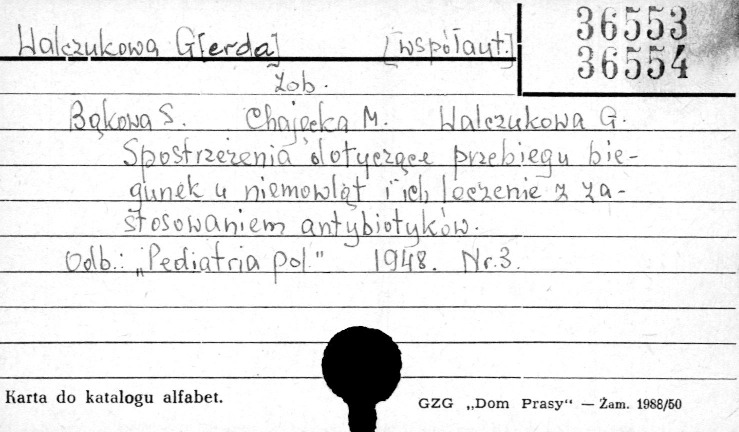 Walczukowa G[erda] [współaut.]
36553
36554
Zob.
Bąkowa S. Chajęcka M. Walczukowa G.
Spostrzeżenia dotyczące przebiegu bie-
gunek u niemowląt i ich leczenie z za-
stosowaniem antybiotyków.
Odb.: „Pediatria pol." 1948. Nr. 3.
Karta do katalogu alfabet.
GZG „Dom Prasy“ — Żam. 1988/50